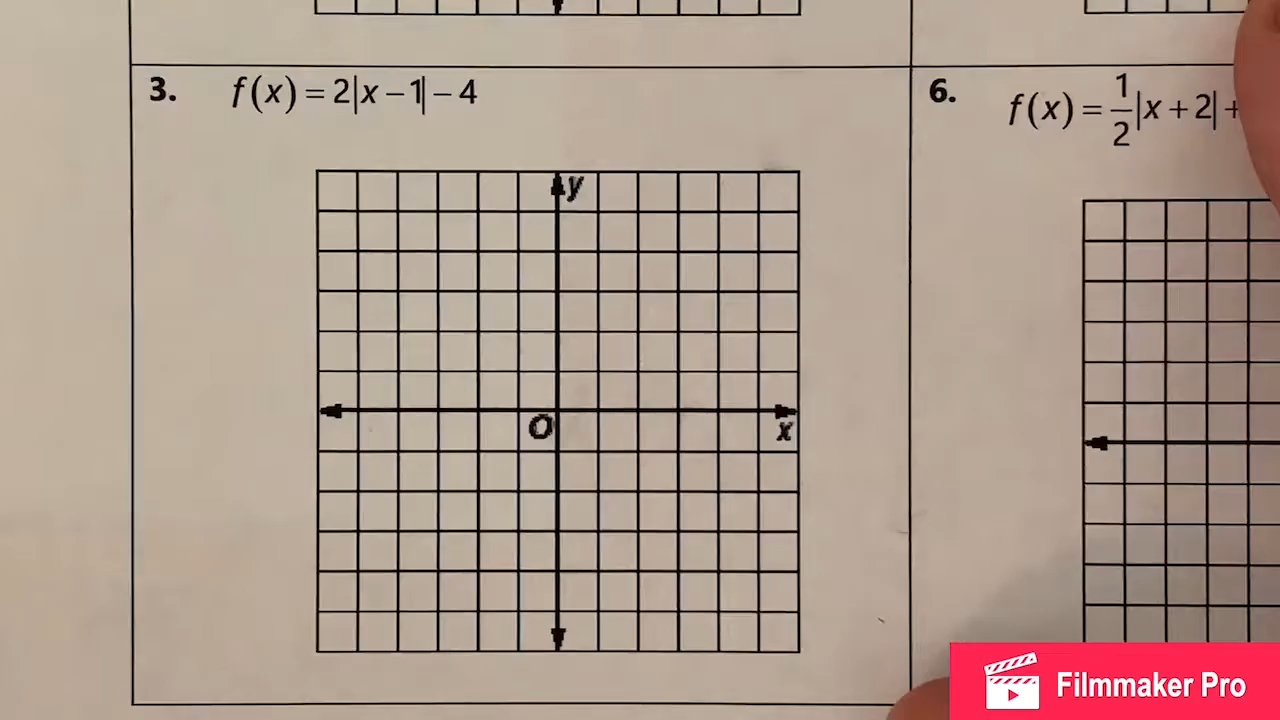 3. f(x) = 2|x − 1| − 4
y
O
x
6. f(x) = 1/2|x + 2| +
Filmmaker Pro